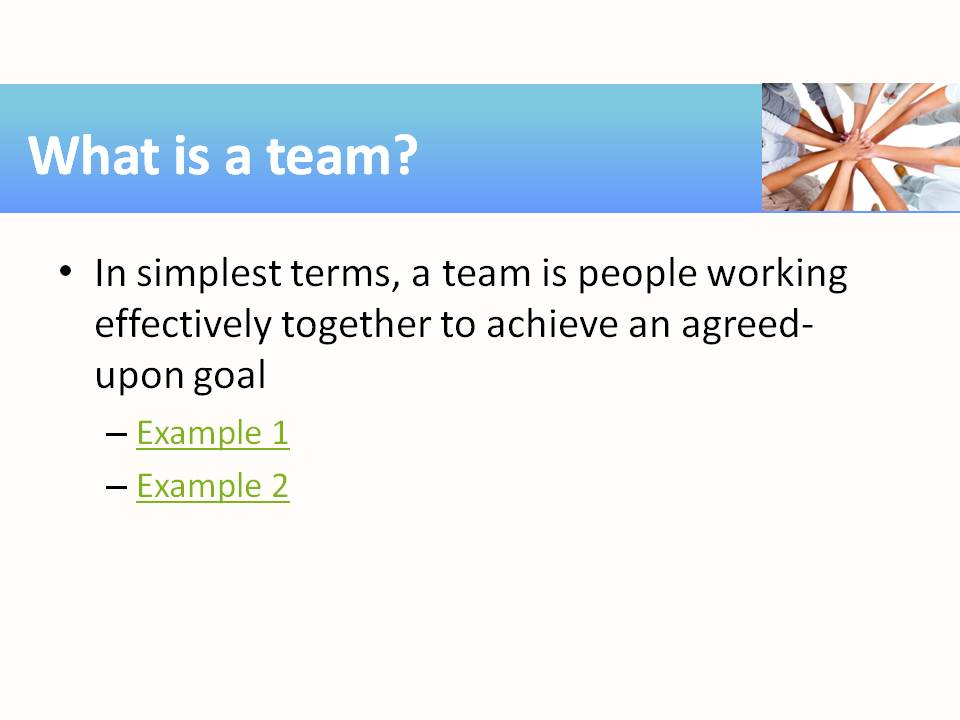 What is a team?
• In simplest terms, a team is people working
effectively together to achieve an agreed-
upon goal
– Example 1
– Example 2